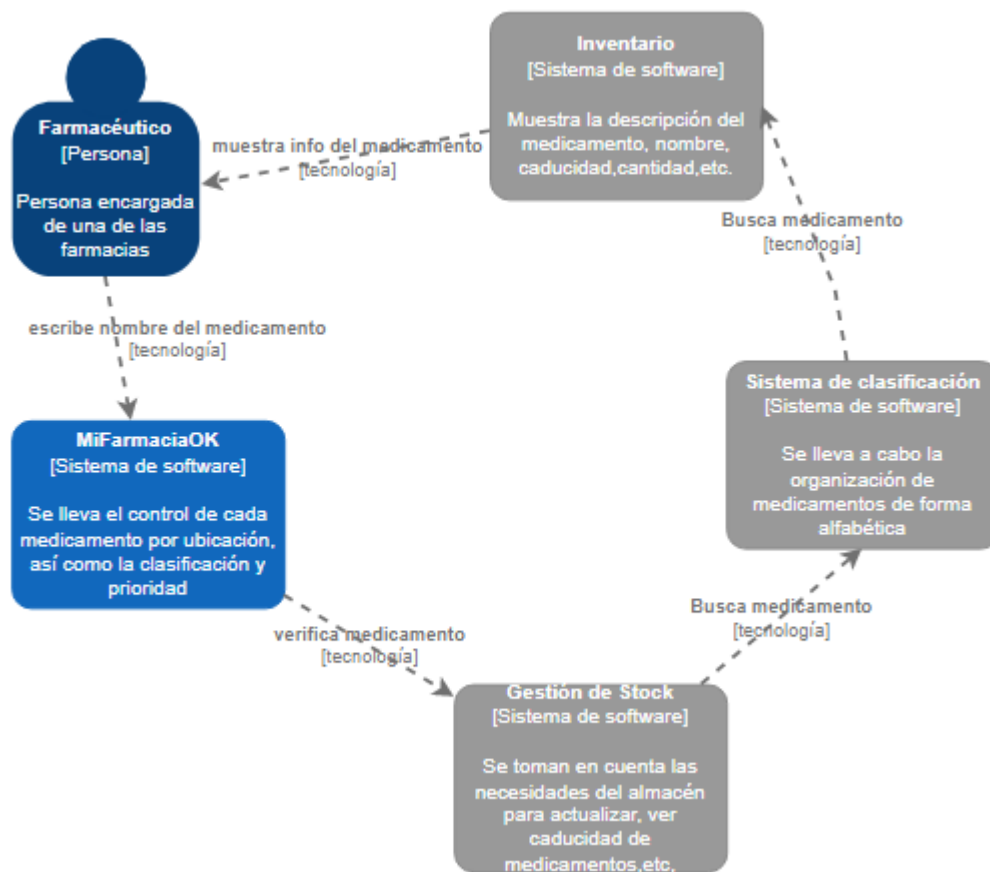 Farmacéutico
[Persona]
Persona encargada
de una de las
farmacias
escribe nombre del medicamento
[tecnología]
MiFarmaciaOK
[Sistema de software]
Se lleva el control de cada
medicamento por ubicación,
así como la clasificación y
prioridad
verifica medicamento
[tecnología]
Gestión de Stock
[Sistema de software]
Se toman en cuenta las
necesidades del almacén
para actualizar, ver
caducidad de
medicamentos,etc.
Busca medicamento
[tecnología]
Sistema de clasificación
[Sistema de software]
Se lleva a cabo la
organización de
medicamentos de forma
alfabética
Busca medicamento
[tecnología]
Inventario
[Sistema de software]
Muestra la descripción del
medicamento, nombre,
caducidad,cantidad,etc.
muestra info del medicamento
[tecnología]